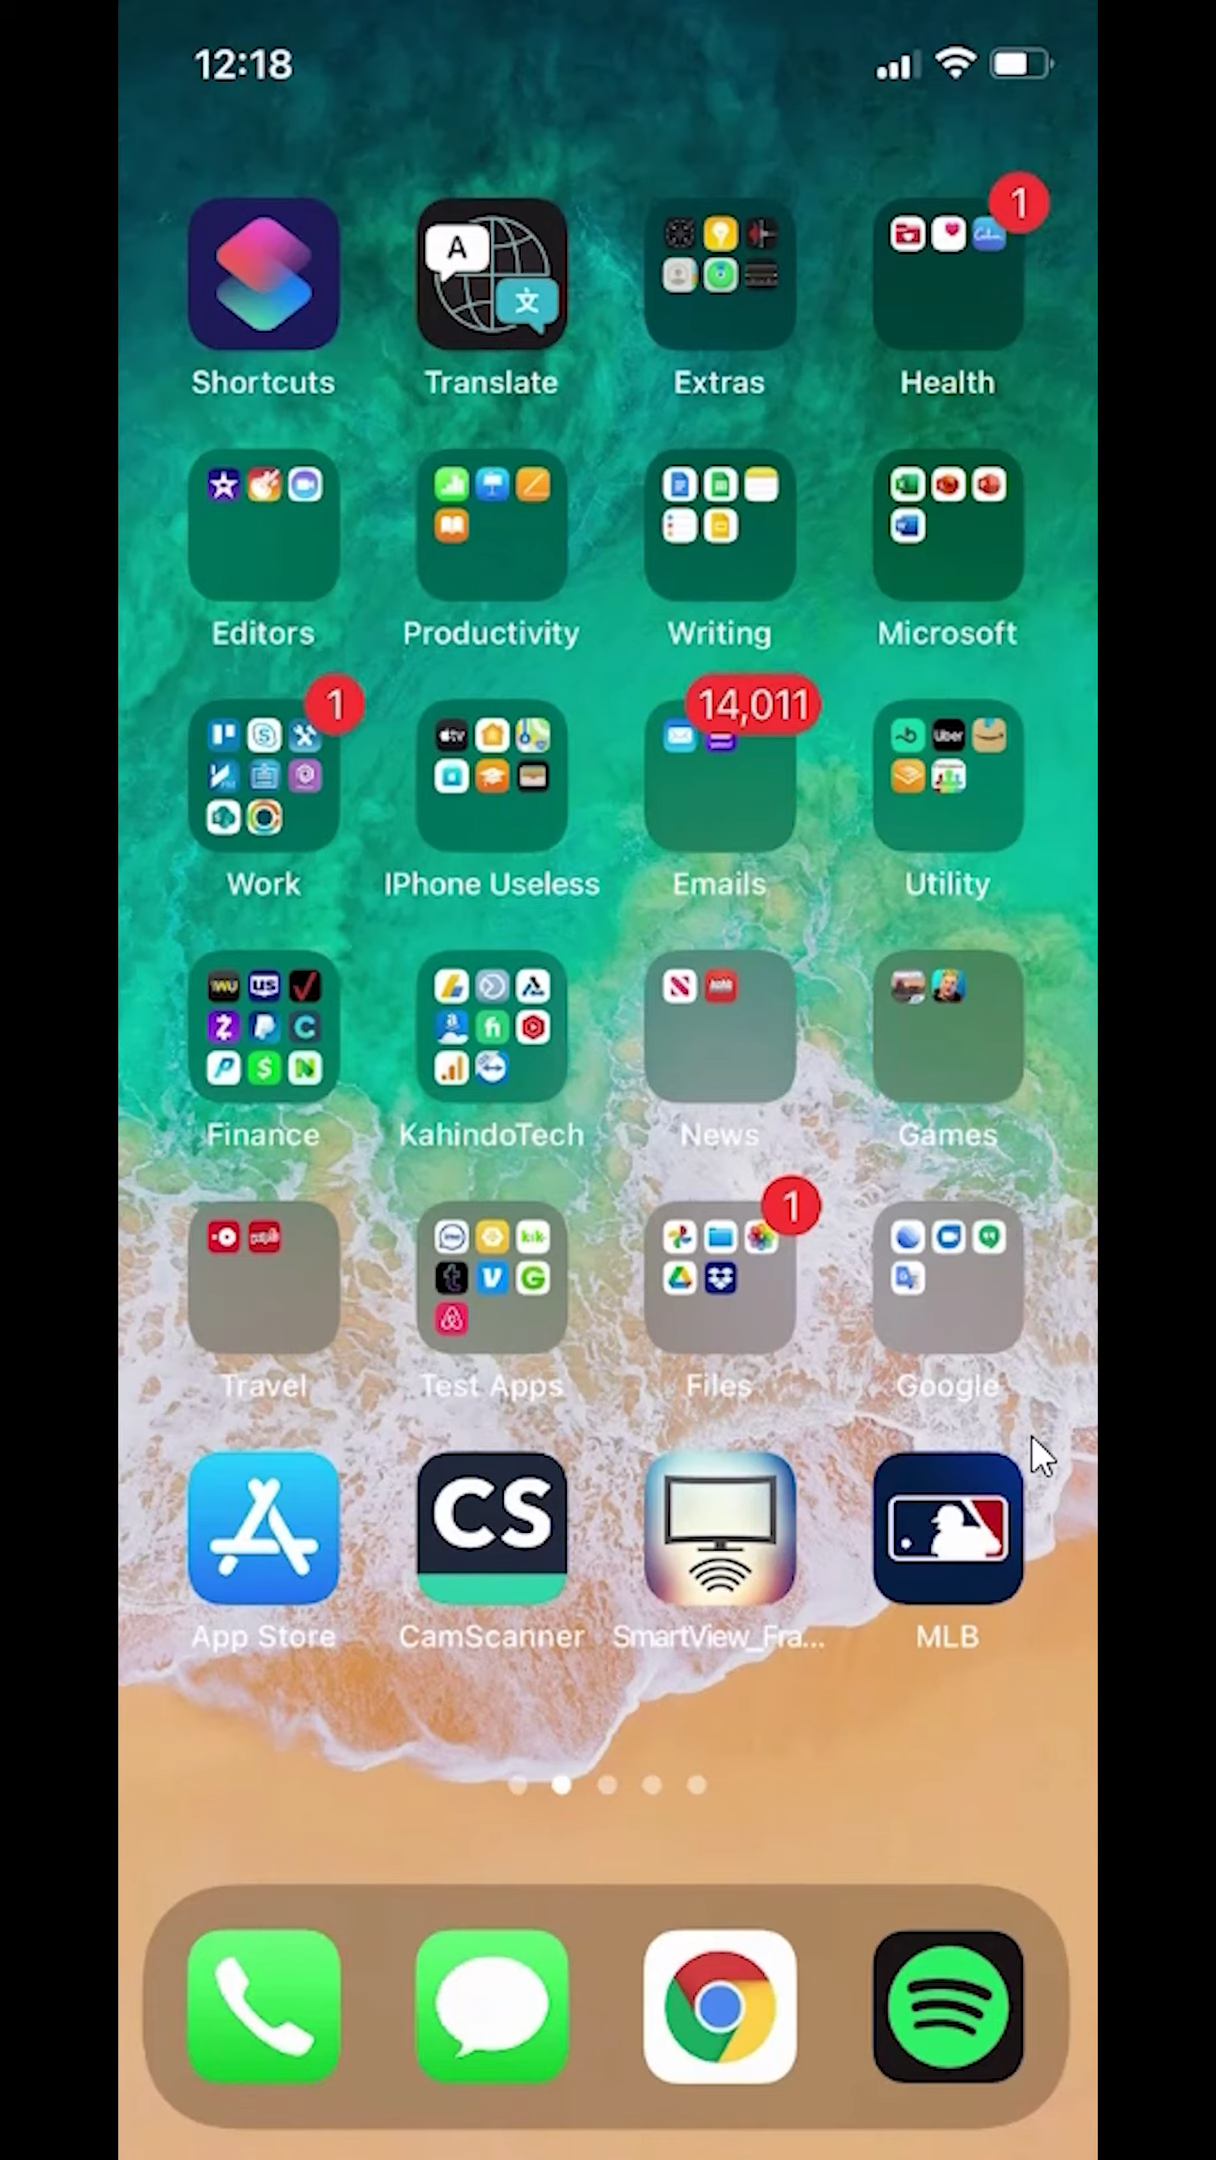 12:18
1
Shortcuts Translate Extras Health
Editors Productivity Writing Microsoft
1 14,011
Work IPhone Useless Emails Utility
Finance KahindoTech News Games
1
Travel Test Apps Files Google
CS
App Store CamScanner SmartView_Fra... MLB